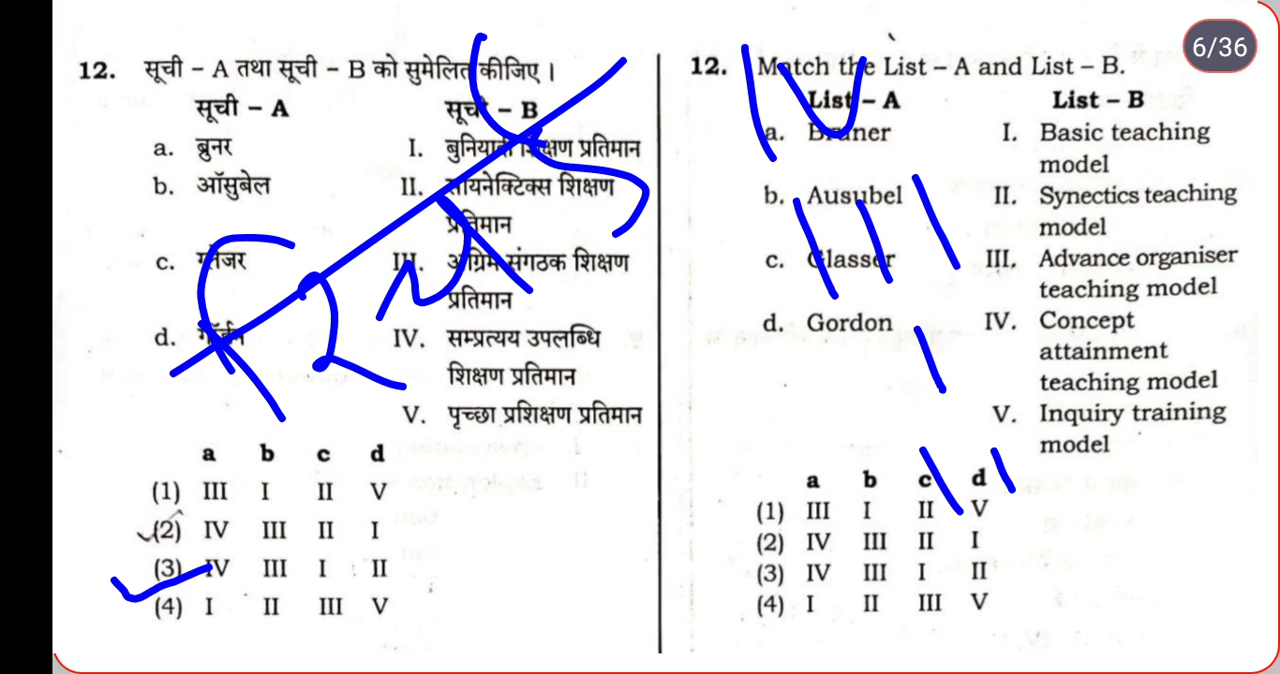 6/36
12. सूची – A तथा सूची – B को सुमेलित कीजिए ।
सूची – A सूची – B
a. ब्रुनर I. बुनियादी शिक्षण प्रतिमान
b. ऑसुबेल II. सायनेक्टिक्स शिक्षण
प्रतिमान
c. ग्लेजर III. अग्रिम संगठक शिक्षण
प्रतिमान
d. IV. सम्प्रत्यय उपलब्धि
शिक्षण प्रतिमान
V. पृच्छा प्रशिक्षण प्रतिमान
a b c d
(1) III I II V
(2) IV III II I
(3) IV III I II
(4) I II III V
12. Match the List – A and List – B.
List – A List – B
a. Bruner I. Basic teaching
model
b. Ausubel II. Synectics teaching
model
c. Glasser III. Advance organiser
teaching model
d. Gordon IV. Concept
attainment
teaching model
V. Inquiry training
model
a b c d
(1) III I II V
(2) IV III II I
(3) IV III I II
(4) I II III V